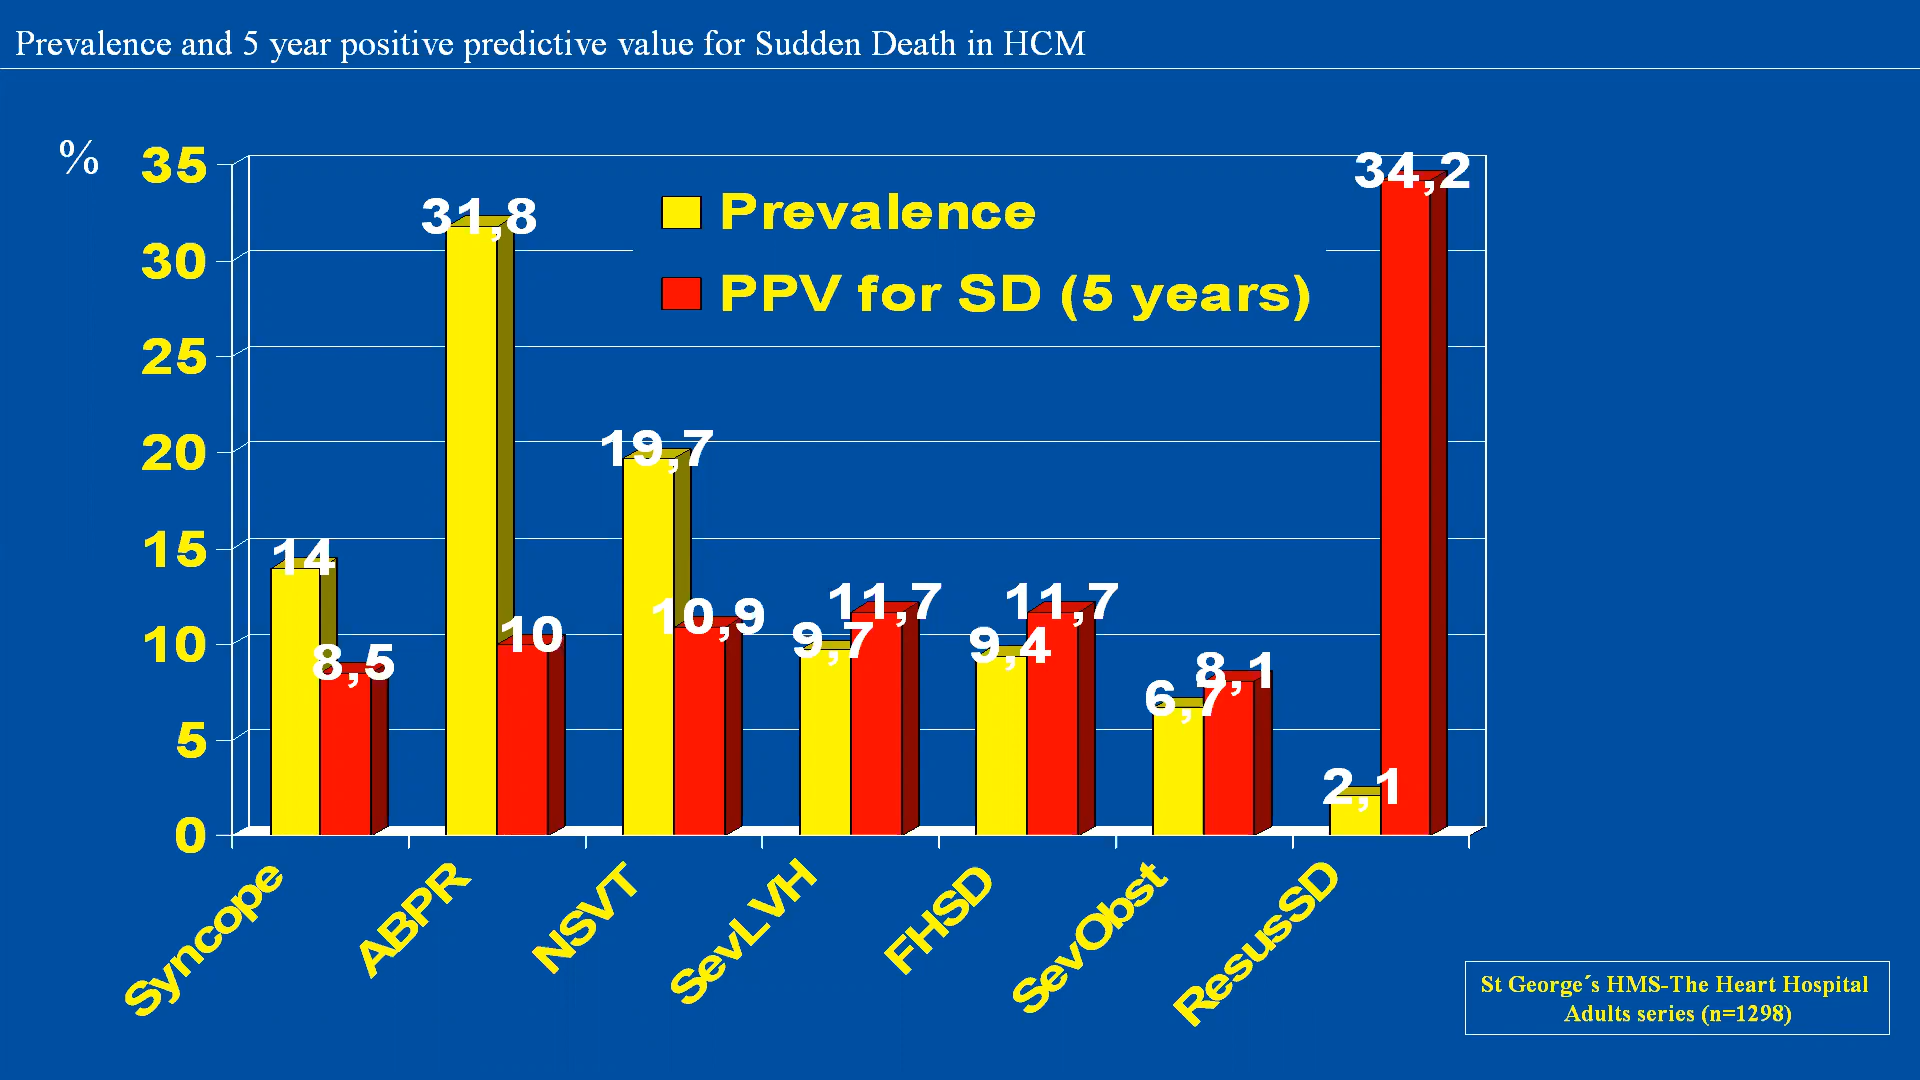 Prevalence and 5 year positive predictive value for Sudden Death in HCM
%
35
30
25
20
15
10
5
0
Prevalence
PPV for SD (5 years)
14
8,5
31,8
10
19,7
10,9
9,7
11,7
9,4
11,7
6,7
8,1
2,1
34,2
Syncope
ABPR
NSVT
SevLVH
FHSD
SevObst
ResusSD
St George´s HMS-The Heart Hospital
Adults series (n=1298)